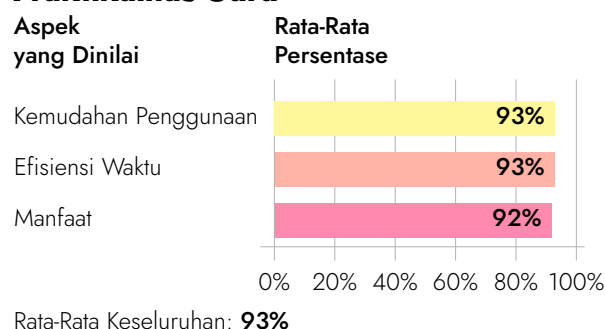 Aspek
yang Dinilai
Rata-Rata
Persentase
Kemudahan Penggunaan 93%
Efisiensi Waktu 93%
Manfaat 92%
0% 20% 40% 60% 80% 100%
Rata-Rata Keseluruhan: 93%